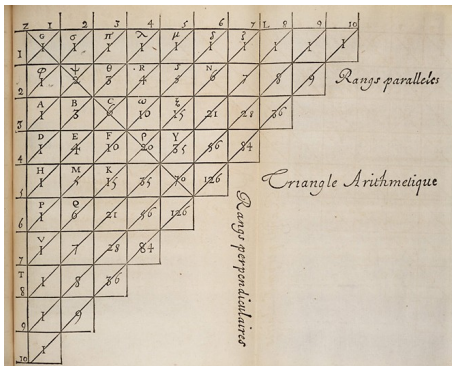 Z 1 2 3 4 5 6 7 L 8 9 10
G σ π λ μ δ ζ
1 1 1 1 1 1 1 1 1 1 1
φ ψ θ R S N
2 1 2 3 4 5 6 7 8 9
Rangs paralleles
A B C ω ξ
3 1 3 6 10 15 21 28 36
D E F ρ Y
4 1 4 10 20 35 56 84
H M K
5 1 5 15 35 70 126
Triangle Arithmetique
P Q
6 1 6 21 56 126
Rangs perpendiculaires
V
7 1 7 28 84
T
8 1 8 36
9 1 9
10 1